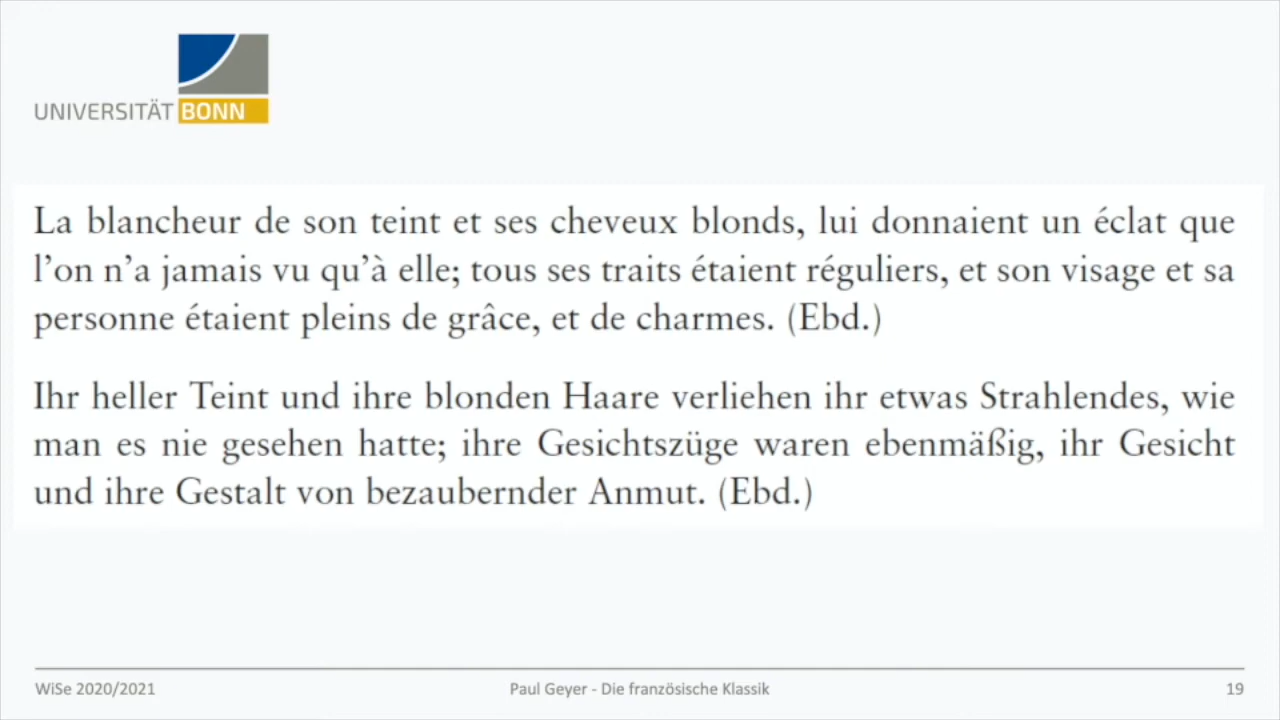 UNIVERSITÄT BONN
La blancheur de son teint et ses cheveux blonds, lui donnaient un éclat que
l’on n’a jamais vu qu’à elle; tous ses traits étaient réguliers, et son visage et sa
personne étaient pleins de grâce, et de charmes. (Ebd.)
Ihr heller Teint und ihre blonden Haare verliehen ihr etwas Strahlendes, wie
man es nie gesehen hatte; ihre Gesichtszüge waren ebenmäßig, ihr Gesicht
und ihre Gestalt von bezaubernder Anmut. (Ebd.)
WiSe 2020/2021
Paul Geyer - Die französische Klassik
19